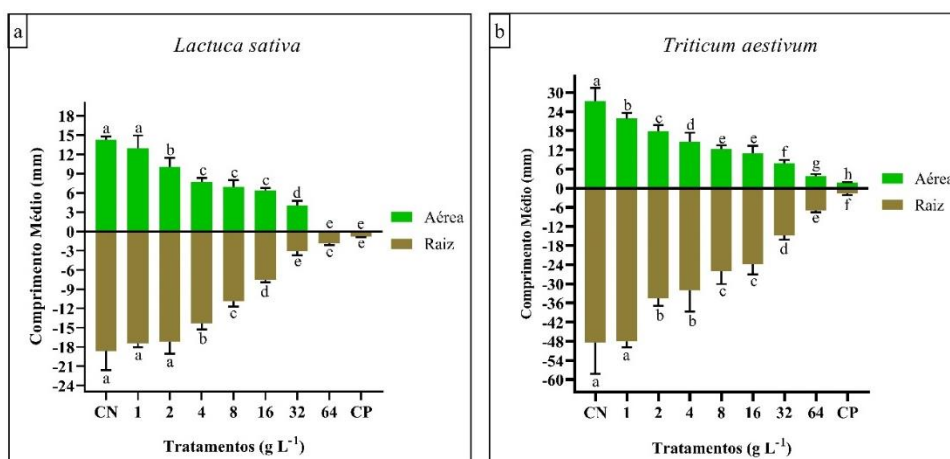 a
Lactuca sativa
Comprimento Médio (mm)
18
15
12
9
6
3
0
-3
-6
-9
-12
-15
-18
-21
-24
a a b c c c d e e
a a a b c d e c e
CN 1 2 4 8 16 32 64 CP
Tratamentos (g L⁻¹)
Aérea
Raiz
b
Triticum aestivum
Comprimento Médio (mm)
30
24
18
12
6
0
-6
-12
-18
-24
-30
-36
-42
-48
-54
-60
a b c d e e f g h
a a b b c c d e f
CN 1 2 4 8 16 32 64 CP
Tratamentos (g L⁻¹)
Aérea
Raiz